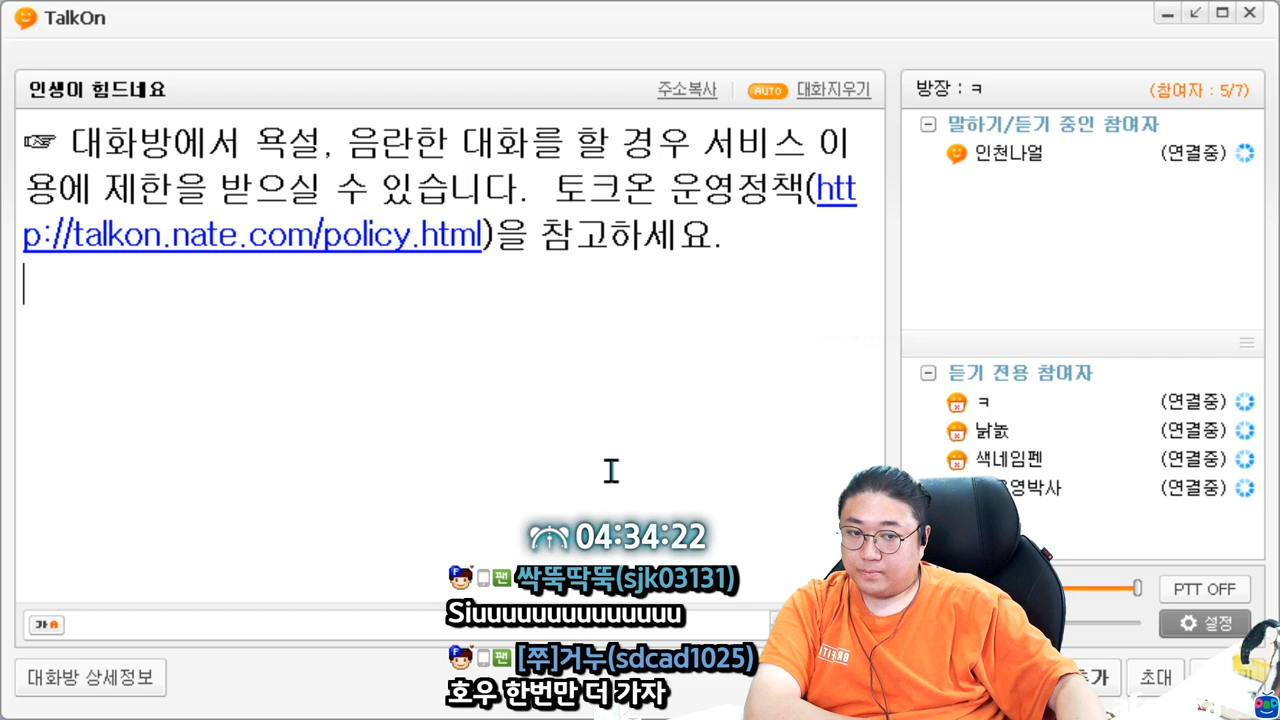 TalkOn
인생이 힘드네요
주소복사
AUTO 대화지우기
☞ 대화방에서 욕설, 음란한 대화를 할 경우 서비스 이
용에 제한을 받으실 수 있습니다. 토크온 운영정책(htt
p://talkon.nate.com/policy.html)을 참고하세요.
방장 : ㅋ
(참여자 : 5/7)
말하기/듣기 중인 참여자
인천나얼 (연결중)
듣기 전용 참여자
ㅋ (연결중)
낡놌 (연결중)
색네임펜 (연결중)
영박사 (연결중)
04:34:22
F 팬 싹뚝딱뚝(sjk03131)
Siuuuuuuuuuuuuuu
F 팬 [쭈]거누(sdcad1025)
호우 한번만 더 가자
가A
PTT OFF
설정
대화방 상세정보
초대